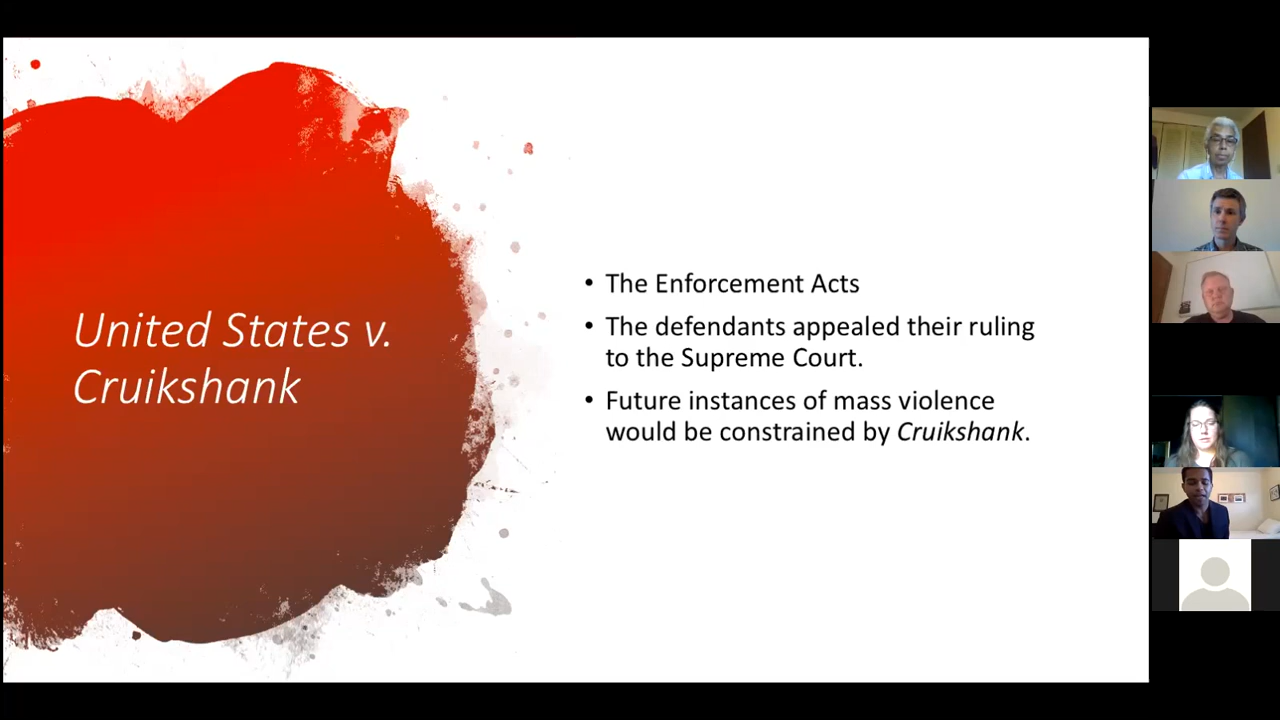 United States v.
Cruikshank
• The Enforcement Acts
• The defendants appealed their ruling
to the Supreme Court.
• Future instances of mass violence
would be constrained by Cruikshank.